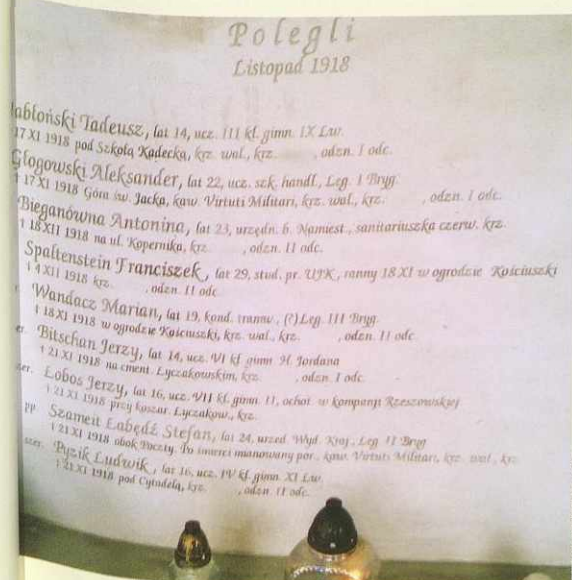 Polegli
Listopad 1918
Jabłoński Tadeusz, lat 14, ucz. III kl. gimn. IX Lw.
17 XI 1918 pod Szkołą Kadecką, krz. wal., krz. , odzn. I odc.
Głogowski Aleksander, lat 22, ucz. szk. handl., Leg. I Bryg.
† 17 XI 1918 Góra św. Jacka, kaw. Virtuti Militari, krz. wal., krz. , odzn. I odc.
Bieganówna Antonina, lat 23, urzędn. b. Namiest., sanitariuszka czerw. krz.
† 18 XII 1918 na ul. Kopernika, krz. , odzn. II odc.
Spaltenstein Franciszek, lat 29, stud. pr. UJK, ranny 18 XI w ogrodzie Kościuszki
† 4 XII 1918 krz. , odzn. II odc.
Wandacz Marian, lat 19, kond. tramw., (?) Leg. III Bryg.
† 18 XI 1918 w ogrodzie Kościuszki, krz. wal., krz. , odzn. II odc.
Bitschan Jerzy, lat 14, ucz. VI kl. gimn. H. Jordana
† 21 XI 1918 na cment. Łyczakowskim, krz. , odzn. I odc.
szer. Łobos Jerzy, lat 16, ucz. VII kl. gimn. II, ochot. w kompanji Rzeszowskiej
† 21 XI 1918 przy koszar. Łyczakow., krz.
pp Szameit Łabędź Stefan, lat 24, urzęd. Wyd. Kraj., Leg. II Bryg.
† 21 XI 1918 obok Poczty. Po śmierci mianowany por., kaw. Virtuti Militari, krz. wal., krz.
szer. Pyzik Ludwik, lat 16, ucz. IV kl. gimn. XI Lw.
† 21 XI 1918 pod Cytadelą, krz. , odzn. II odc.